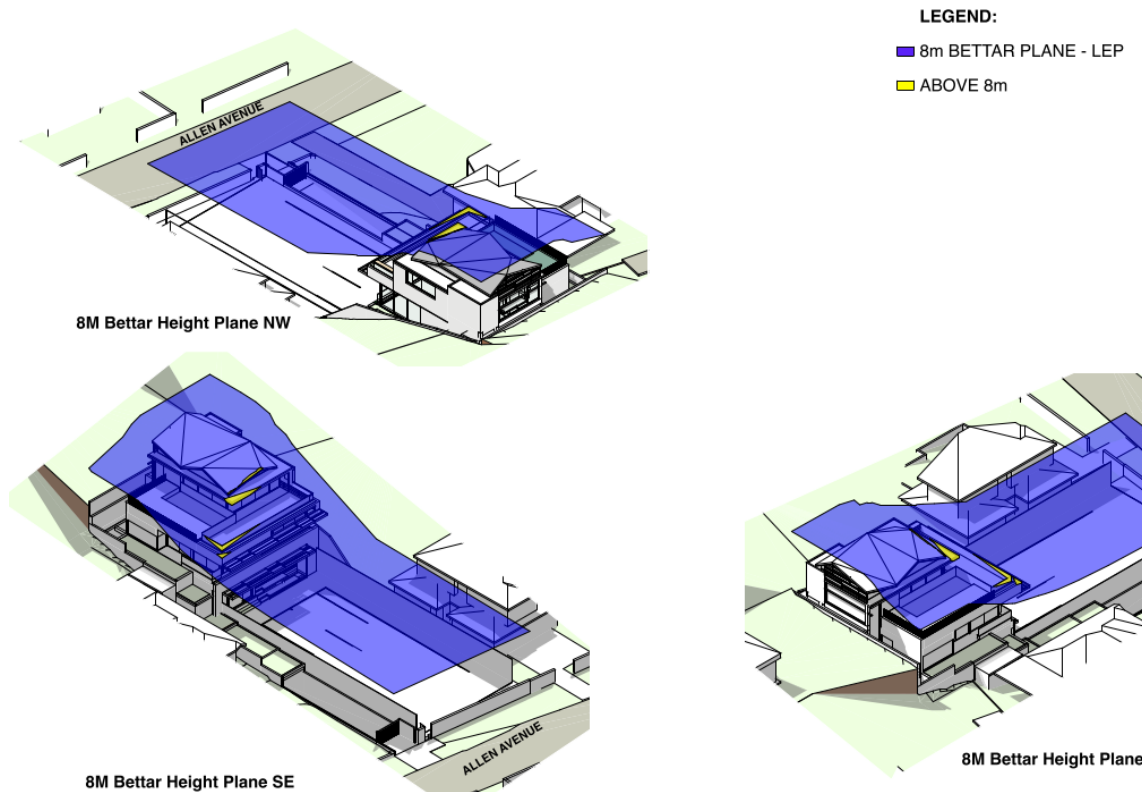 LEGEND:
8m BETTAR PLANE - LEP
ABOVE 8m
ALLEN AVENUE
8M Bettar Height Plane NW
ALLEN AVENUE
8M Bettar Height Plane SE
8M Bettar Height Plane